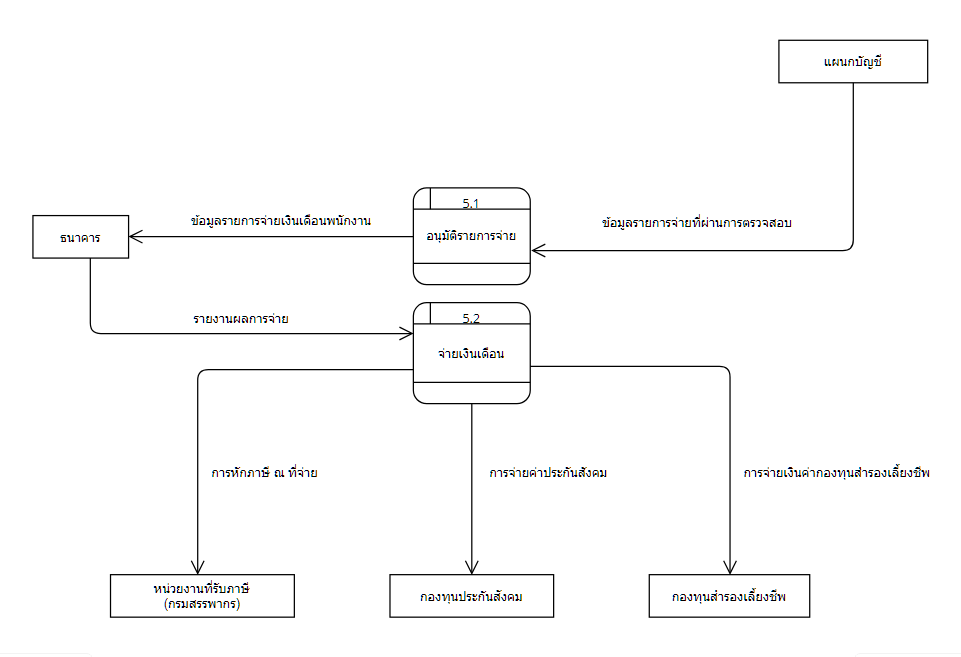 แผนกบัญชี
5.1
ข้อมูลรายการจ่ายเงินเดือนพนักงาน
ข้อมูลรายการจ่ายที่ผ่านการตรวจสอบ
ธนาคาร
อนุมัติรายการจ่าย
รายงานผลการจ่าย
5.2
จ่ายเงินเดือน
การหักภาษี ณ ที่จ่าย
การจ่ายค่าประกันสังคม
การจ่ายเงินค่ากองทุนสำรองเลี้ยงชีพ
หน่วยงานที่รับภาษี
(กรมสรรพากร)
กองทุนประกันสังคม
กองทุนสำรองเลี้ยงชีพ